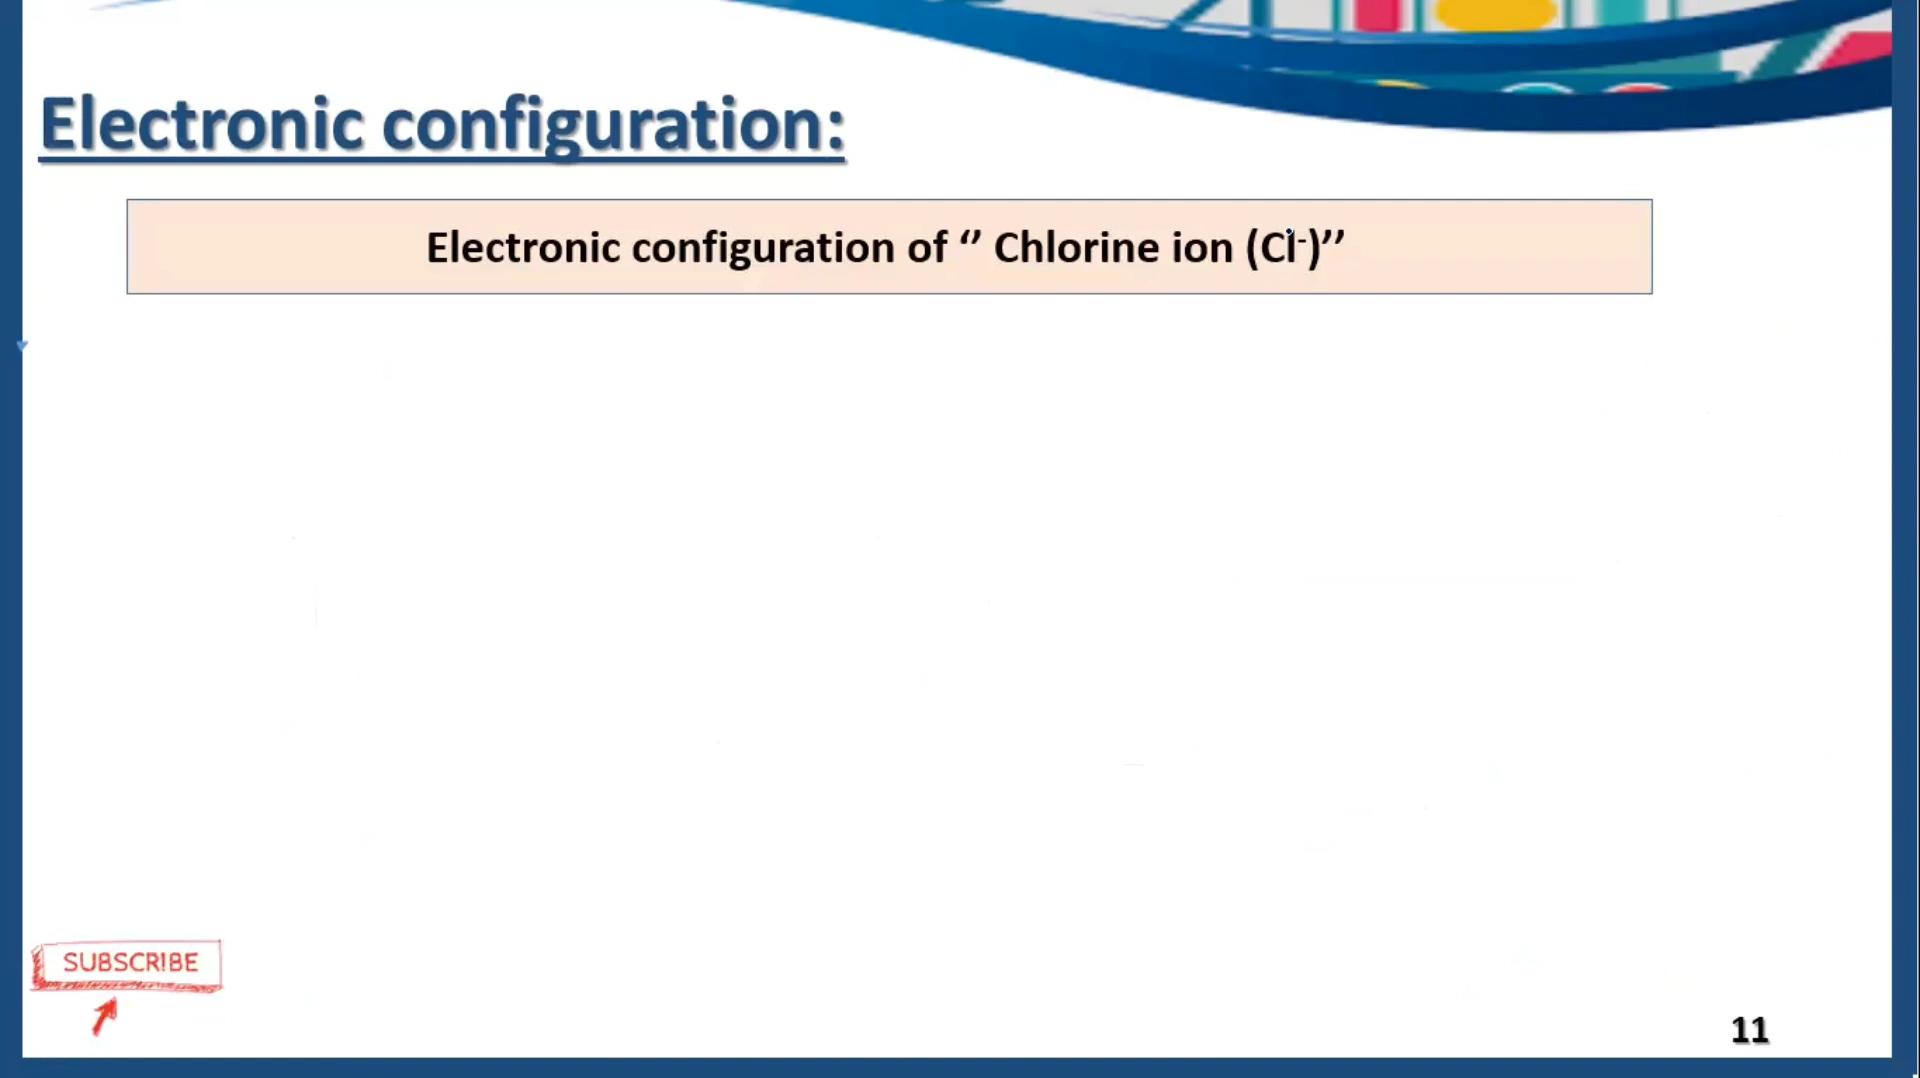 Electronic configuration:
Electronic configuration of ‘’ Chlorine ion (Cl⁻)’’
SUBSCRIBE
11